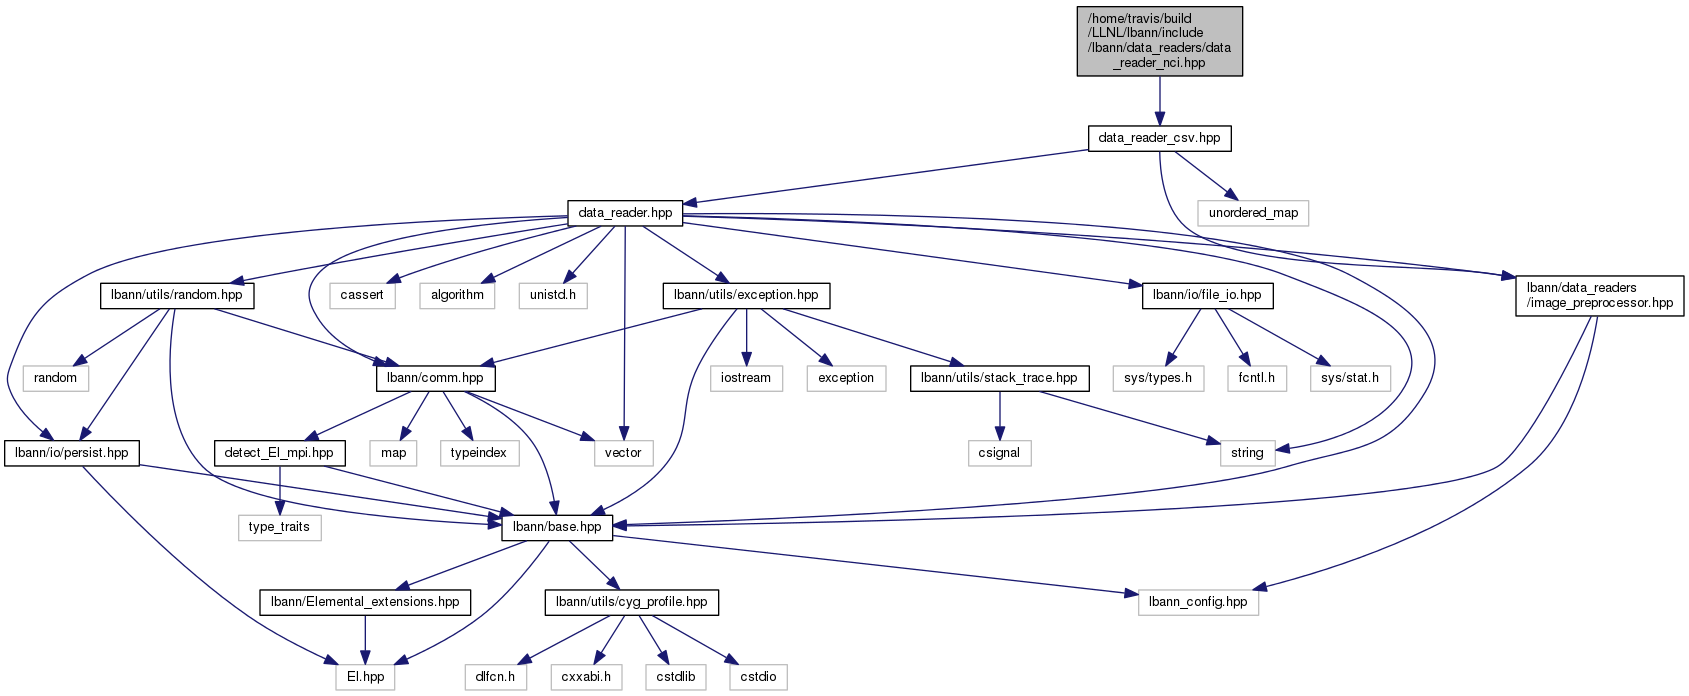 /home/travis/build
/LLNL/lbann/include
/lbann/data_readers/data
_reader_nci.hpp
data_reader_csv.hpp
data_reader.hpp
unordered_map
lbann/utils/random.hpp
cassert
algorithm
unistd.h
lbann/utils/exception.hpp
lbann/io/file_io.hpp
lbann/data_readers
/image_preprocessor.hpp
random
lbann/comm.hpp
iostream
exception
lbann/utils/stack_trace.hpp
sys/types.h
fcntl.h
sys/stat.h
lbann/io/persist.hpp
detect_El_mpi.hpp
map
typeindex
vector
csignal
string
type_traits
lbann/base.hpp
lbann/Elemental_extensions.hpp
lbann/utils/cyg_profile.hpp
lbann_config.hpp
El.hpp
dlfcn.h
cxxabi.h
cstdlib
cstdio